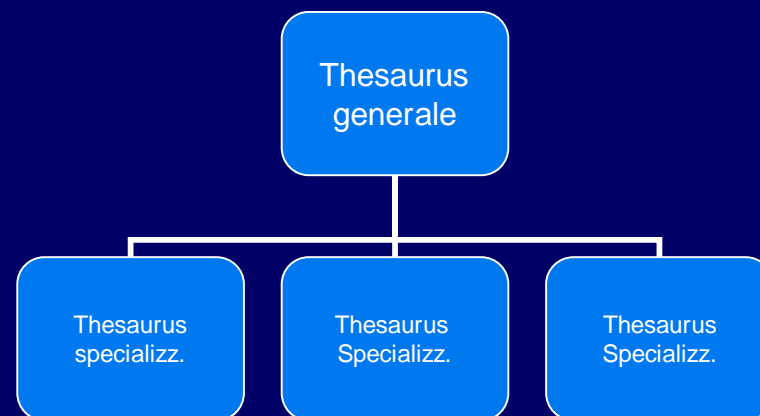 Thesaurus
generale
Thesaurus
specializz.
Thesaurus
Specializz.
Thesaurus
Specializz.